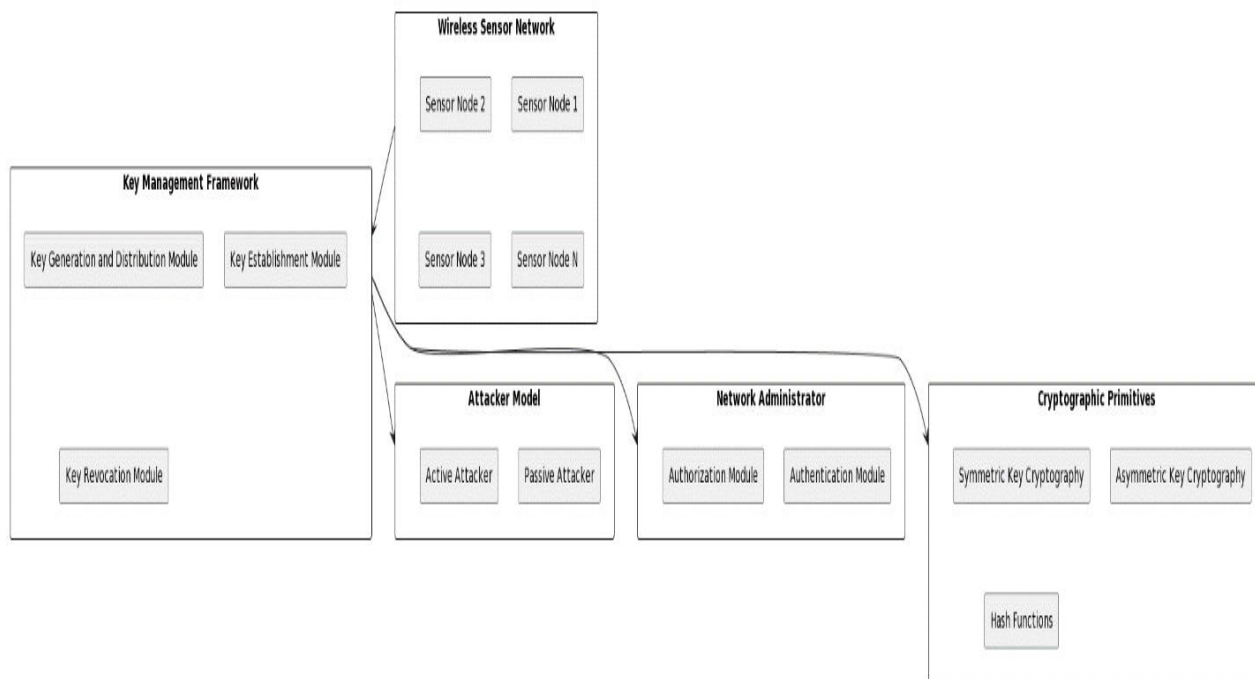 Wireless Sensor Network
Sensor Node 2
Sensor Node 1
Sensor Node 3
Sensor Node N
Key Management Framework
Key Generation and Distribution Module
Key Establishment Module
Key Revocation Module
Attacker Model
Active Attacker
Passive Attacker
Network Administrator
Authorization Module
Authentication Module
Cryptographic Primitives
Symmetric Key Cryptography
Asymmetric Key Cryptography
Hash Functions